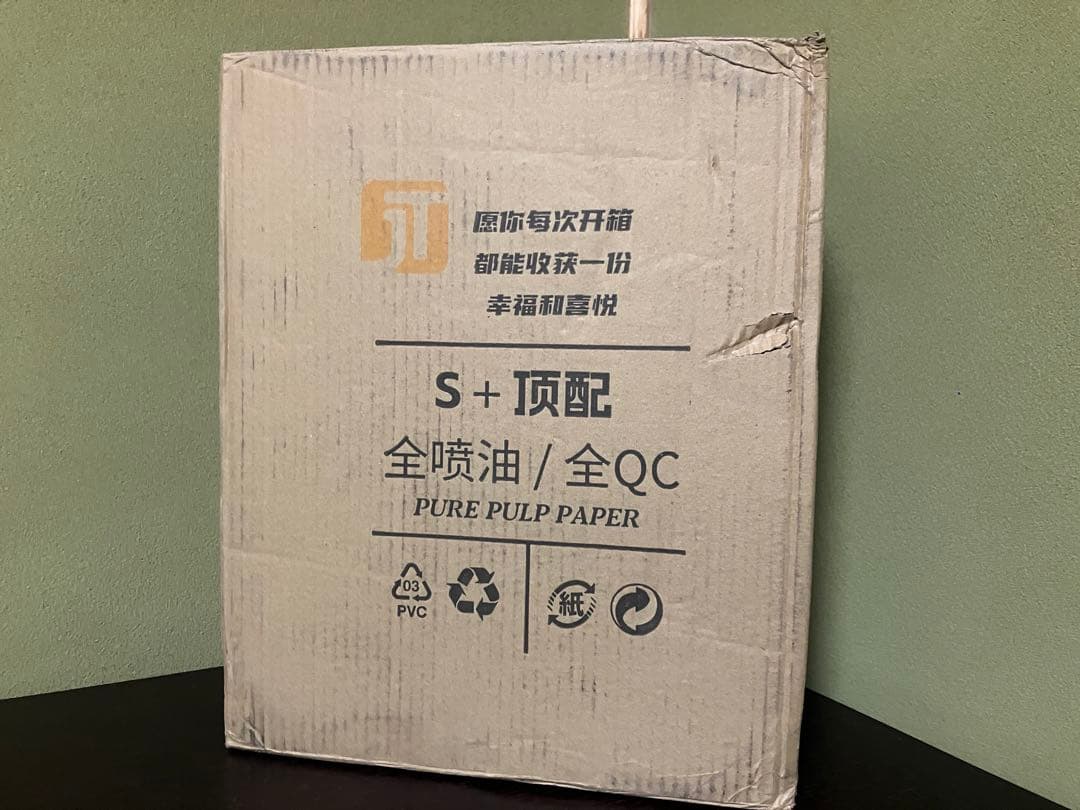 愿你每次开箱
都能收获一份
幸福和喜悦
S+顶配
全喷油/全QC
PURE PULP PAPER
03
PVC
紙